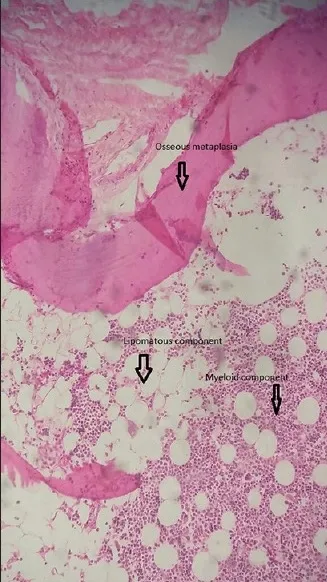 Osseous metaplasia
Lipomatous component
Myeloid component